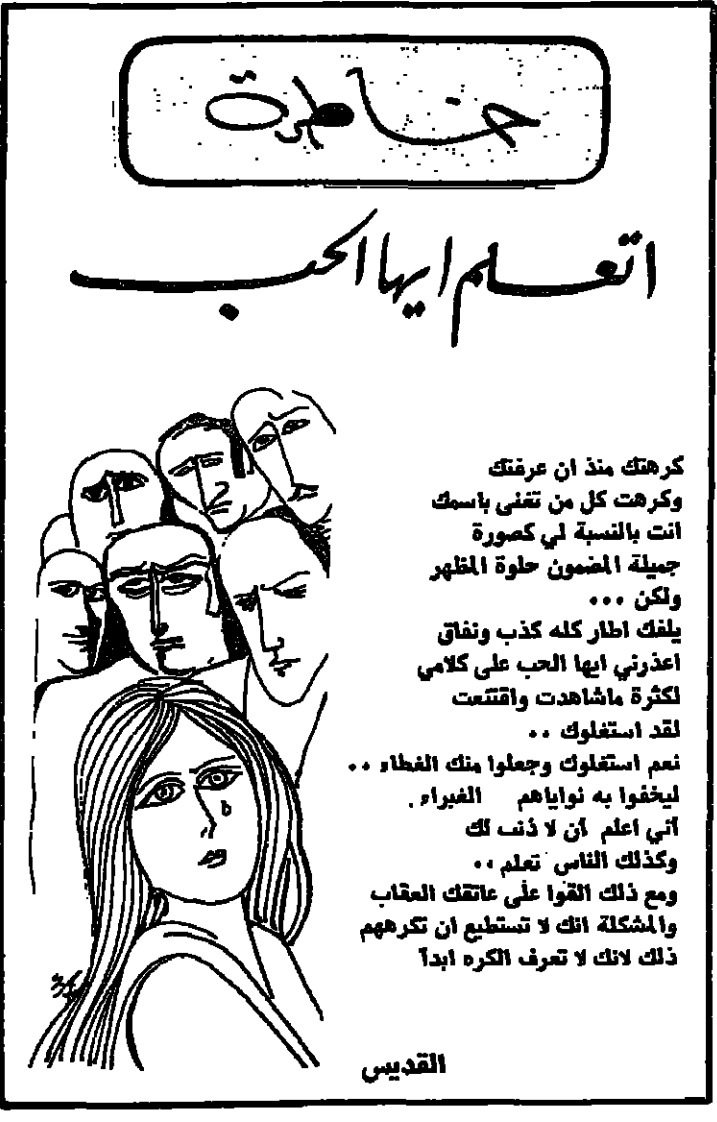 خاطرة
اتعلم ايها الحب
كرهتك منذ ان عرفتك
وكرهت كل من تغنى باسمك
انت بالنسبة لي كصورة
جميلة المضمون حلوة المظهر
ولكن ...
يلفك اطار كله كذب ونفاق
اعذرني ايها الحب على كلامي
لكثرة ماشاهدت واقتنعت
لقد استغلوك ..
نعم استغلوك وجعلوا منك الغطاء ..
ليخفوا به نواياهم الغبراء .
أني اعلم أن لا ذنب لك
وكذلك الناس تعلم ..
ومع ذلك القوا على عاتقك العقاب
والمشكلة انك لا تستطيع ان تكرههم
ذلك لانك لا تعرف الكره ابدآ
القديس